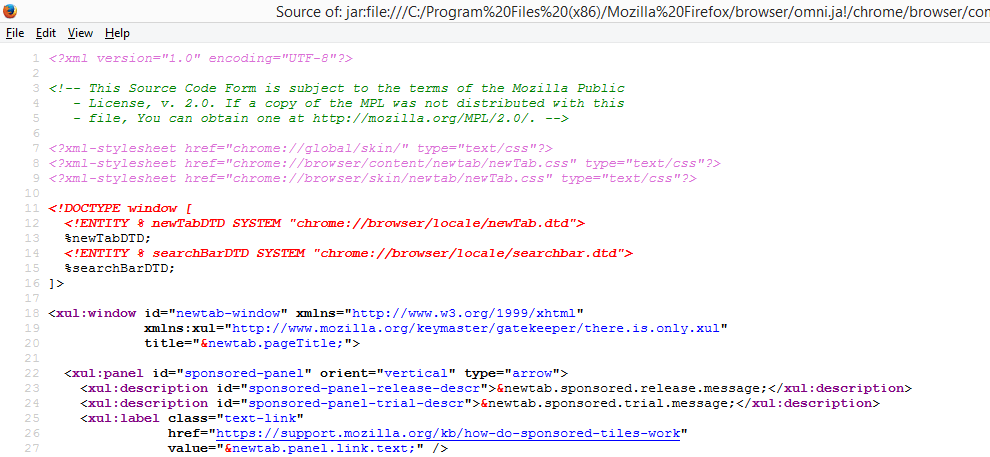 Source of: jar:file:///C:/Program%20Files%20(x86)/Mozilla%20Firefox/browser/omni.ja!/chrome/browser/con
File Edit View Help
1 <?xml version="1.0" encoding="UTF-8"?>
2
3 <!-- This Source Code Form is subject to the terms of the Mozilla Public
4    - License, v. 2.0. If a copy of the MPL was not distributed with this
5    - file, You can obtain one at http://mozilla.org/MPL/2.0/. -->
6
7 <?xml-stylesheet href="chrome://global/skin/" type="text/css"?>
8 <?xml-stylesheet href="chrome://browser/content/newtab/newTab.css" type="text/css"?>
9 <?xml-stylesheet href="chrome://browser/skin/newtab/newTab.css" type="text/css"?>
10
11 <!DOCTYPE window [
12   <!ENTITY % newTabDTD SYSTEM "chrome://browser/locale/newTab.dtd">
13   %newTabDTD;
14   <!ENTITY % searchBarDTD SYSTEM "chrome://browser/locale/searchbar.dtd">
15   %searchBarDTD;
16 ]>
17
18 <xul:window id="newtab-window" xmlns="http://www.w3.org/1999/xhtml"
19             xmlns:xul="http://www.mozilla.org/keymaster/gatekeeper/there.is.only.xul"
20             title="&newtab.pageTitle;">
21
22   <xul:panel id="sponsored-panel" orient="vertical" type="arrow">
23     <xul:description id="sponsored-panel-release-descr">&newtab.sponsored.release.message;</xul:description>
24     <xul:description id="sponsored-panel-trial-descr">&newtab.sponsored.trial.message;</xul:description>
25     <xul:label class="text-link"
26                href="https://support.mozilla.org/kb/how-do-sponsored-tiles-work"
27                value="&newtab.panel.link.text;" />